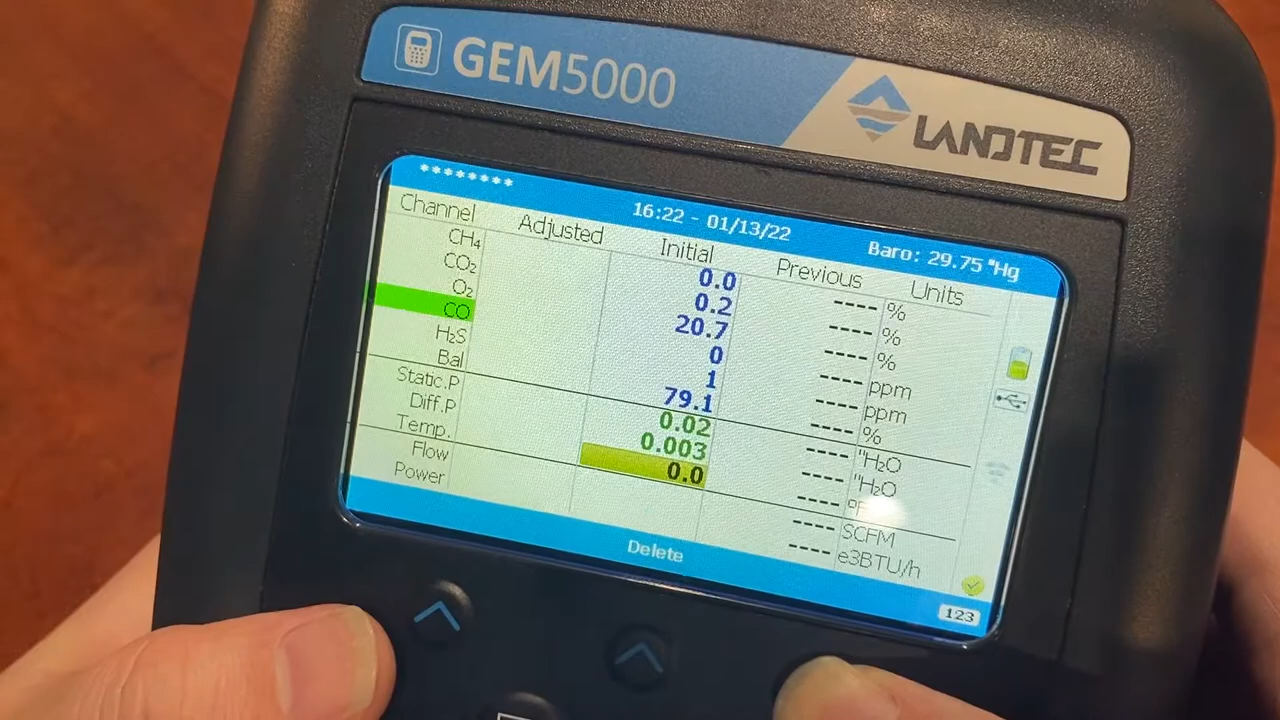 GEM5000
LANDTEC
********
16:22 - 01/13/22
Baro: 29.75 "Hg
Channel Adjusted Initial Previous Units
CH₄ 0.0 ---- %
CO₂ 0.2 ---- %
O₂ 20.7 ---- %
CO 0 ---- ppm
H₂S 1 ---- ppm
Bal 79.1 ---- %
Static.P 0.02 ---- "H₂O
Diff.P 0.003 ---- "H₂O
Temp. 0.0 ---- °F
Flow ---- SCFM
Power ---- e3BTU/h
Delete
123